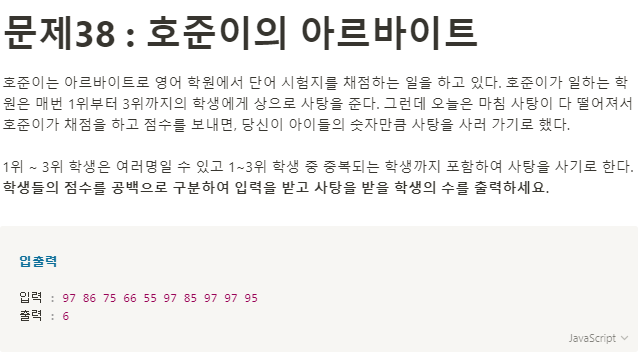 문제38 : 호준이의 아르바이트
호준이는 아르바이트로 영어 학원에서 단어 시험지를 채점하는 일을 하고 있다. 호준이가 일하는 학
원은 매번 1위부터 3위까지의 학생에게 상으로 사탕을 준다. 그런데 오늘은 마침 사탕이 다 떨어져서
호준이가 채점을 하고 점수를 보내면, 당신이 아이들의 숫자만큼 사탕을 사러 가기로 했다.
1위 ~ 3위 학생은 여러명일 수 있고 1~3위 학생 중 중복되는 학생까지 포함하여 사탕을 사기로 한다.
학생들의 점수를 공백으로 구분하여 입력을 받고 사탕을 받을 학생의 수를 출력하세요.
입출력
입력 : 97 86 75 66 55 97 85 97 97 95
출력 : 6
JavaScript